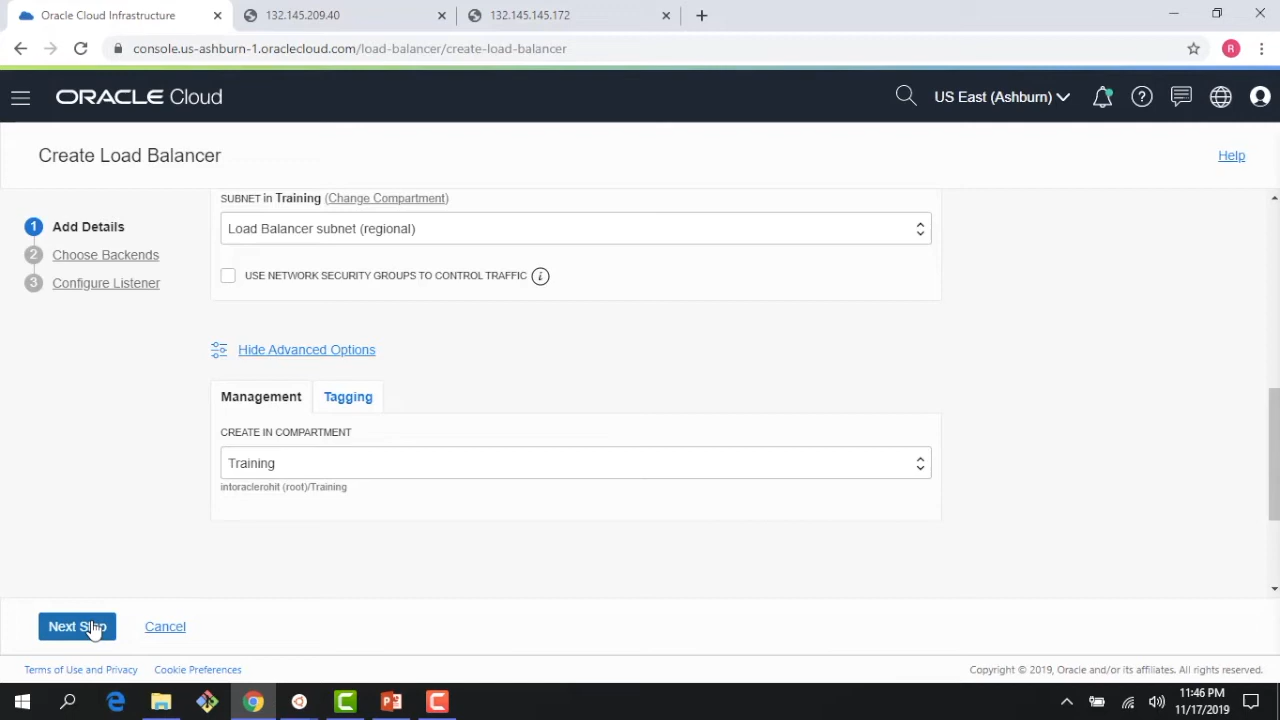 Oracle Cloud Infrastructure
132.145.209.40
132.145.145.172
console.us-ashburn-1.oraclecloud.com/load-balancer/create-load-balancer
R
ORACLE Cloud
US East (Ashburn)
Create Load Balancer
Help
1 Add Details
2 Choose Backends
3 Configure Listener
SUBNET in Training (Change Compartment)
Load Balancer subnet (regional)
USE NETWORK SECURITY GROUPS TO CONTROL TRAFFIC i
Hide Advanced Options
Management Tagging
CREATE IN COMPARTMENT
Training
intoraclerohit (root)/Training
Next Step Cancel
Terms of Use and Privacy Cookie Preferences
Copyright © 2019, Oracle and/or its affiliates. All rights reserved.
11:46 PM
11/17/2019